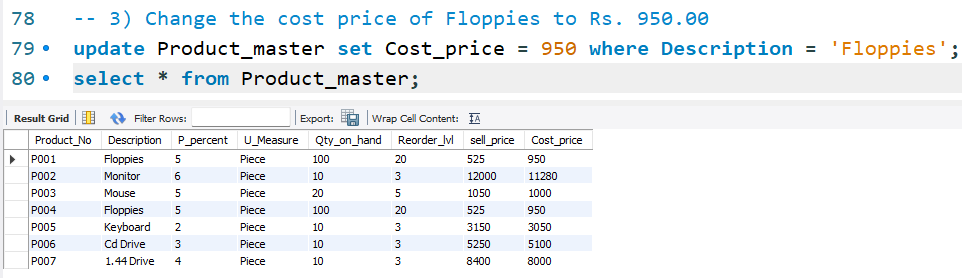 78 -- 3) Change the cost price of Floppies to Rs. 950.00
79 update Product_master set Cost_price = 950 where Description = 'Floppies';
80 select * from Product_master;
Result Grid Filter Rows: Export: Wrap Cell Content:
Product_No Description P_percent U_Measure Qty_on_hand Reorder_lvl sell_price Cost_price
P001 Floppies 5 Piece 100 20 525 950
P002 Monitor 6 Piece 10 3 12000 11280
P003 Mouse 5 Piece 20 5 1050 1000
P004 Floppies 5 Piece 100 20 525 950
P005 Keyboard 2 Piece 10 3 3150 3050
P006 Cd Drive 3 Piece 10 3 5250 5100
P007 1.44 Drive 4 Piece 10 3 8400 8000